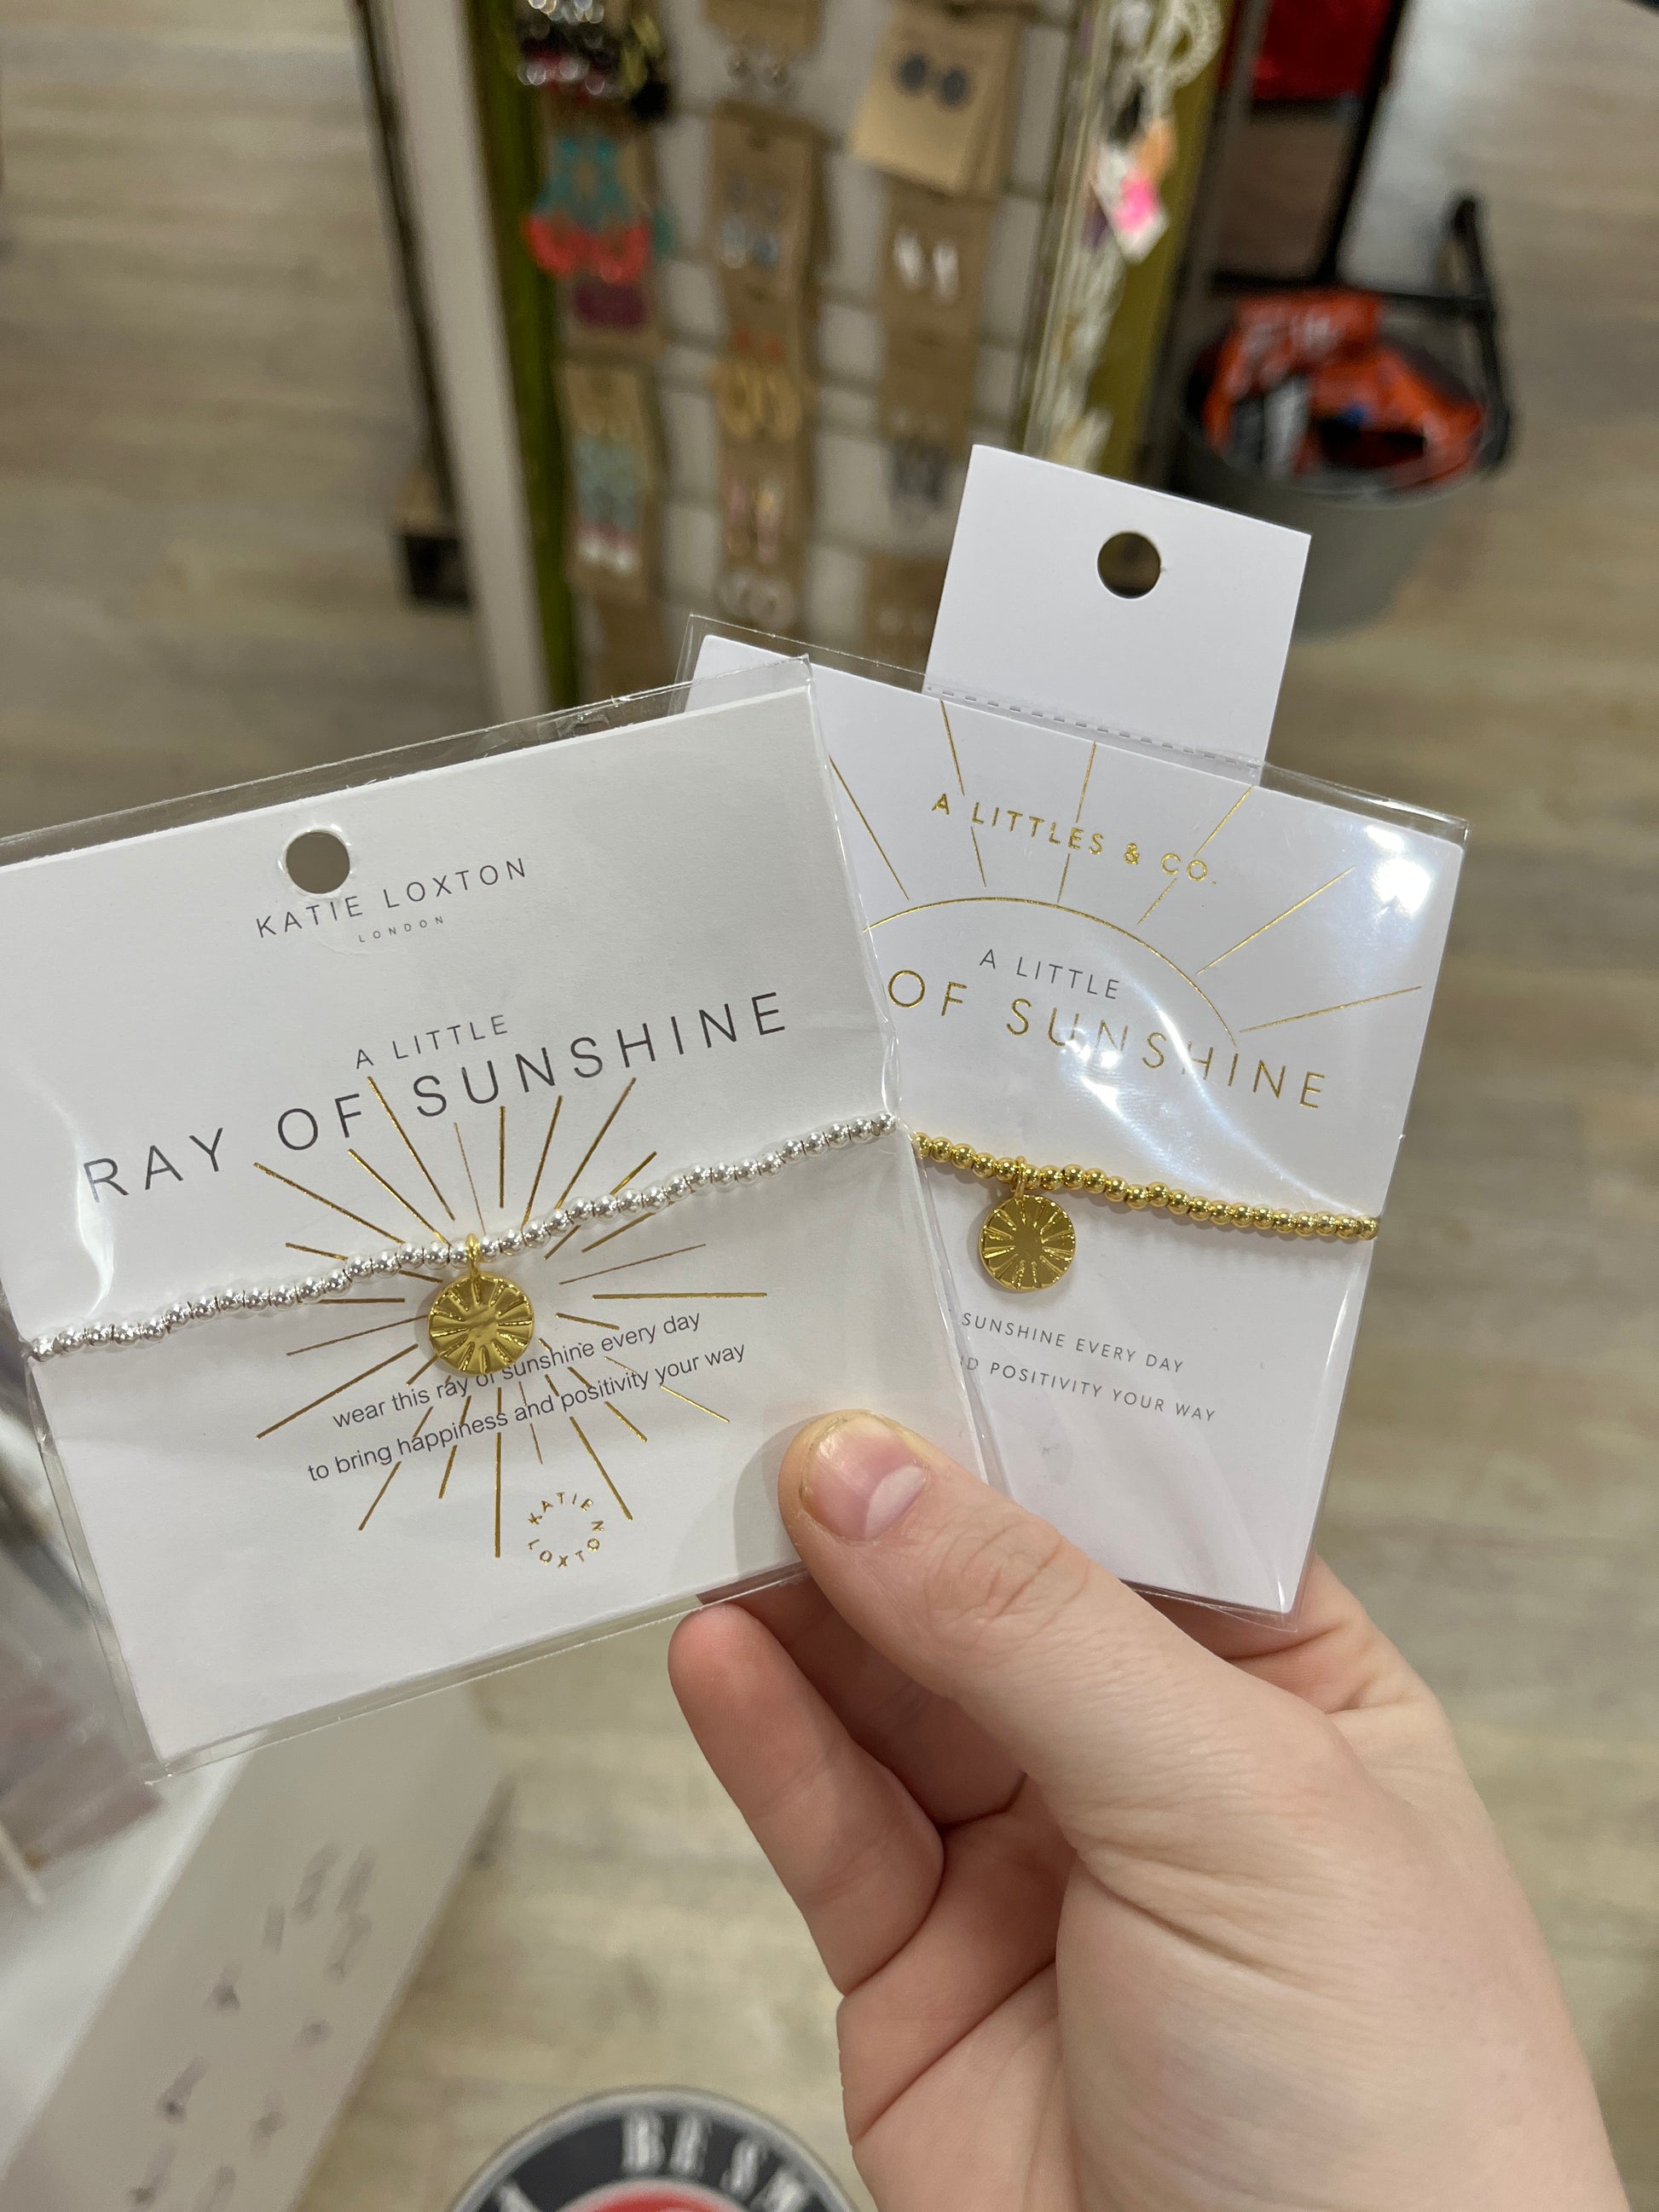 KATIE LOXTON
LONDON
A LITTLE
RAY OF SUNSHINE
wear this ray of sunshine every day
to bring happiness and positivity your way
KATIE LOXTON
A LITTLES & CO.
A LITTLE
OF SUNSHINE
SUNSHINE EVERY DAY
POSITIVITY YOUR WAY
BE